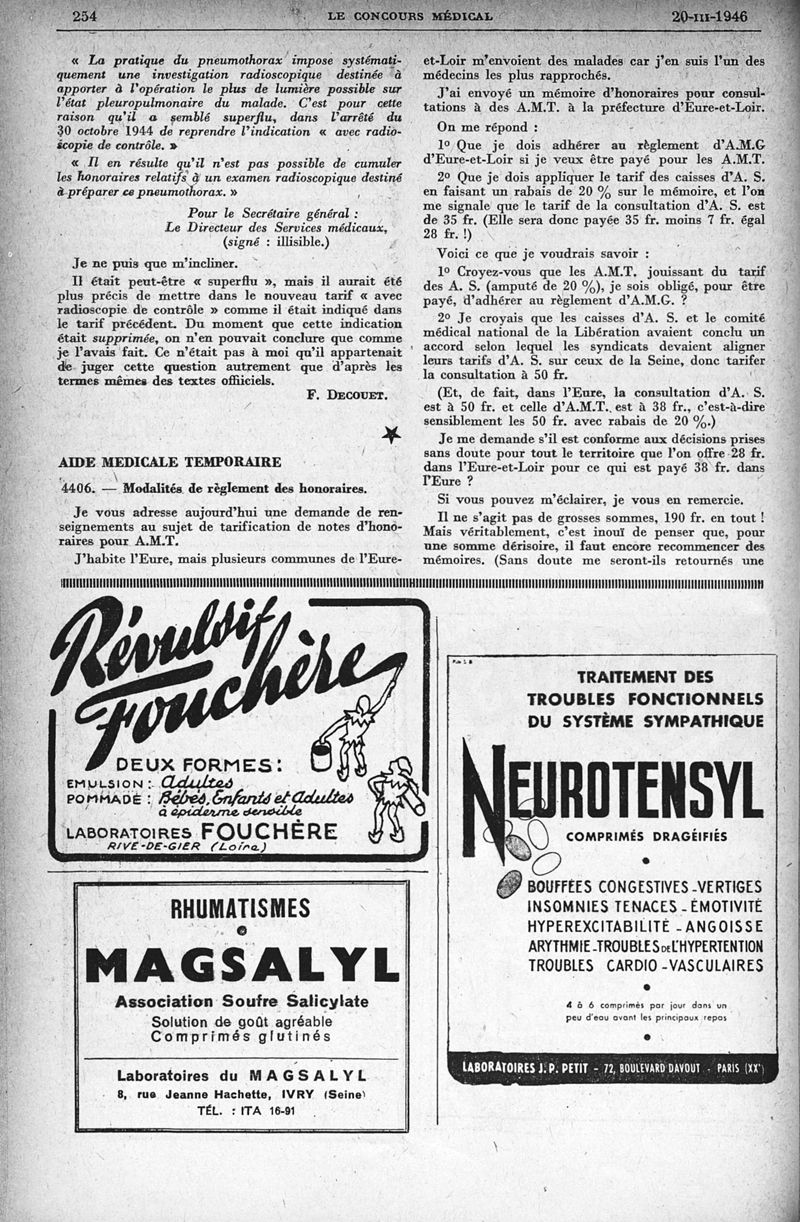 254
LE CONCOURS MÉDICAL
20-III-1946
« La pratique du pneumothorax impose systémati-
quement une investigation radioscopique destinée à
apporter à l'opération le plus de lumière possible sur
l'état pleuropulmonaire du malade. C'est pour cette
raison qu'il a semblé superflu, dans l'arrêté du
30 octobre 1944 de reprendre l'indication « avec radio-
scopie de contrôle. »
« Il en résulte qu'il n'est pas possible de cumuler
les honoraires relatifs à un examen radioscopique destiné
à préparer ce pneumothorax. »
Pour le Secrétaire général :
Le Directeur des Services médicaux,
(signé : illisible.)
Je ne puis que m'incliner.
Il était peut-être « superflu », mais il aurait été
plus précis de mettre dans le nouveau tarif « avec
radioscopie de contrôle » comme il était indiqué dans
le tarif précédent. Du moment que cette indication
était supprimée, on n'en pouvait conclure que comme
je l'avais fait. Ce n'était pas à moi qu'il appartenait
de juger cette question autrement que d'après les
termes mêmes des textes offiiciels.
F. DECOUET.
AIDE MEDICALE TEMPORAIRE
4406. — Modalités de règlement des honoraires.
Je vous adresse aujourd'hui une demande de ren-
seignements au sujet de tarification de notes d'hono-
raires pour A.M.T.
J'habite l'Eure, mais plusieurs communes de l'Eure-
et-Loir m'envoient des malades car j'en suis l'un des
médecins les plus rapprochés.
J'ai envoyé un mémoire d'honoraires pour consul-
tations à des A.M.T. à la préfecture d'Eure-et-Loir.
On me répond :
1º Que je dois adhérer au règlement d'A.M.G
d'Eure-et-Loir si je veux être payé pour les A.M.T.
2º Que je dois appliquer le tarif des caisses d'A. S.
en faisant un rabais de 20 % sur le mémoire, et l'on
me signale que le tarif de la consultation d'A. S. est
de 35 fr. (Elle sera donc payée 35 fr. moins 7 fr. égal
28 fr. !)
Voici ce que je voudrais savoir :
1º Croyez-vous que les A.M.T. jouissant du tarif
des A. S. (amputé de 20 %), je sois obligé, pour être
payé, d'adhérer au règlement d'A.M.G. ?
2º Je croyais que les caisses d'A. S. et le comité
médical national de la Libération avaient conclu un
accord selon lequel les syndicats devaient aligner
leurs tarifs d'A. S. sur ceux de la Seine, donc tarifer
la consultation à 50 fr.
(Et, de fait, dans l'Eure, la consultation d'A. S.
est à 50 fr. et celle d'A.M.T. est à 38 fr., c'est-à-dire
sensiblement les 50 fr. avec rabais de 20 %.)
Je me demande s'il est conforme aux décisions prises
sans doute pour tout le territoire que l'on offre 28 fr.
dans l'Eure-et-Loir pour ce qui est payé 38 fr. dans
l'Eure ?
Si vous pouvez m'éclairer, je vous en remercie.
Il ne s'agit pas de grosses sommes, 190 fr. en tout !
Mais véritablement, c'est inouï de penser que, pour
une somme dérisoire, il faut encore recommencer des
mémoires. (Sans doute me seront-ils retournés une
Révulsif
Fouchère
DEUX FORMES :
EMULSION : Adultes
POMMADE : Bébés, Enfants et Adultes
à épiderme sensible
LABORATOIRES FOUCHÈRE
RIVE-DE-GIER (Loire)
RHUMATISMES
MAGSALYL
Association Soufre Salicylate
Solution de goût agréable
Comprimés glutinés
Laboratoires du MAGSALYL
8, rue Jeanne Hachette, IVRY (Seine)
TÉL. : ITA 16-91
TRAITEMENT DES
TROUBLES FONCTIONNELS
DU SYSTÈME SYMPATHIQUE
NEUROTENSYL
COMPRIMÉS DRAGÉIFIÉS
BOUFFÉES CONGESTIVES - VERTIGES
INSOMNIES TENACES - ÉMOTIVITÉ
HYPEREXCITABILITÉ - ANGOISSE
ARYTHMIE - TROUBLES DE L'HYPERTENTION
TROUBLES CARDIO - VASCULAIRES
4 à 6 comprimés par jour dans un
peu d'eau avant les principaux repas
LABORATOIRES J. P. PETIT - 72, BOULEVARD DAVOUT - PARIS (XXᵉ)